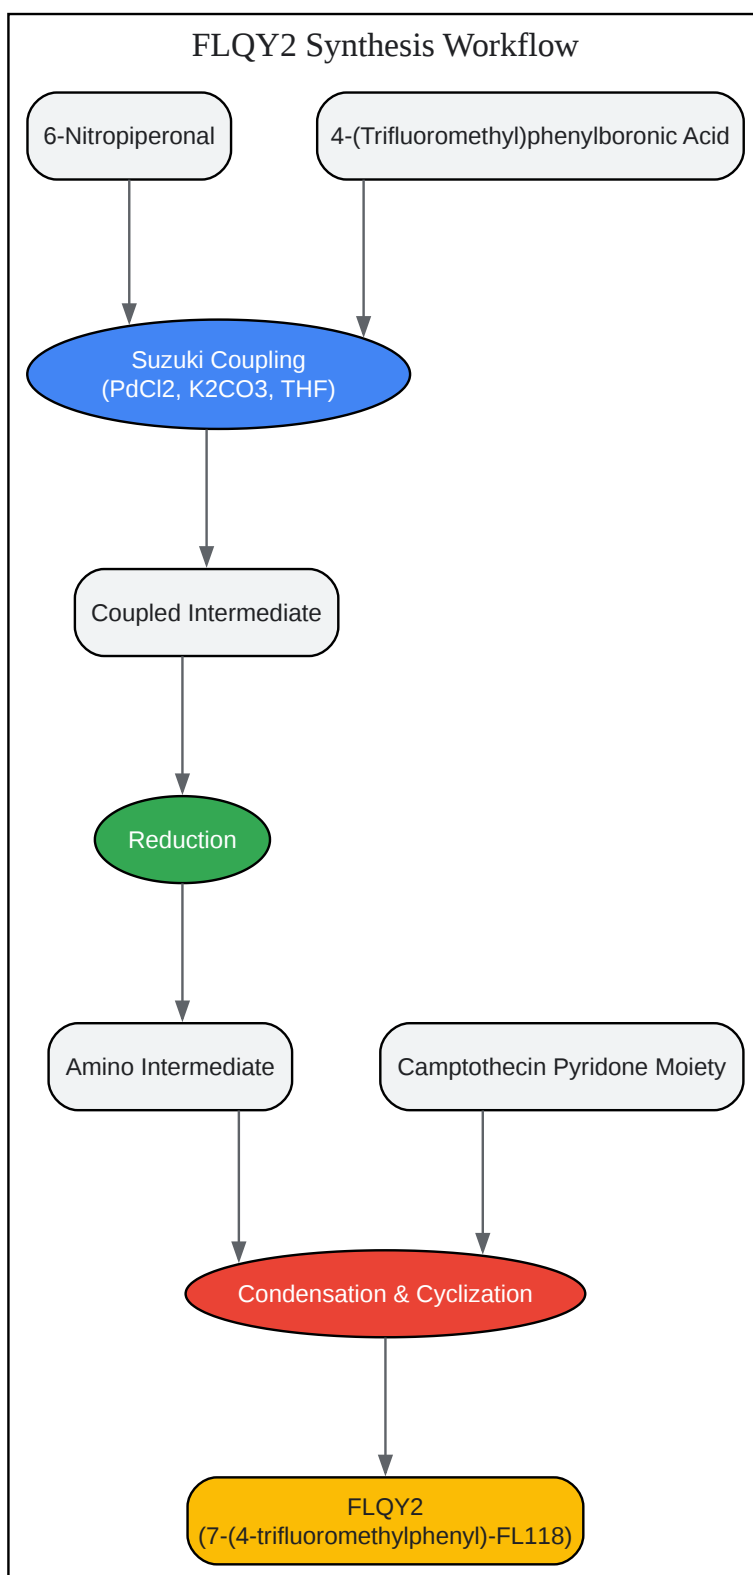 FLQY2 Synthesis Workflow
6-Nitropiperonal
4-(Trifluoromethyl)phenylboronic Acid
Suzuki Coupling
(PdCl2, K2CO3, THF)
Coupled Intermediate
Reduction
Amino Intermediate
Camptothecin Pyridone Moiety
Condensation & Cyclization
FLQY2
(7-(4-trifluoromethylphenyl)-FL118)